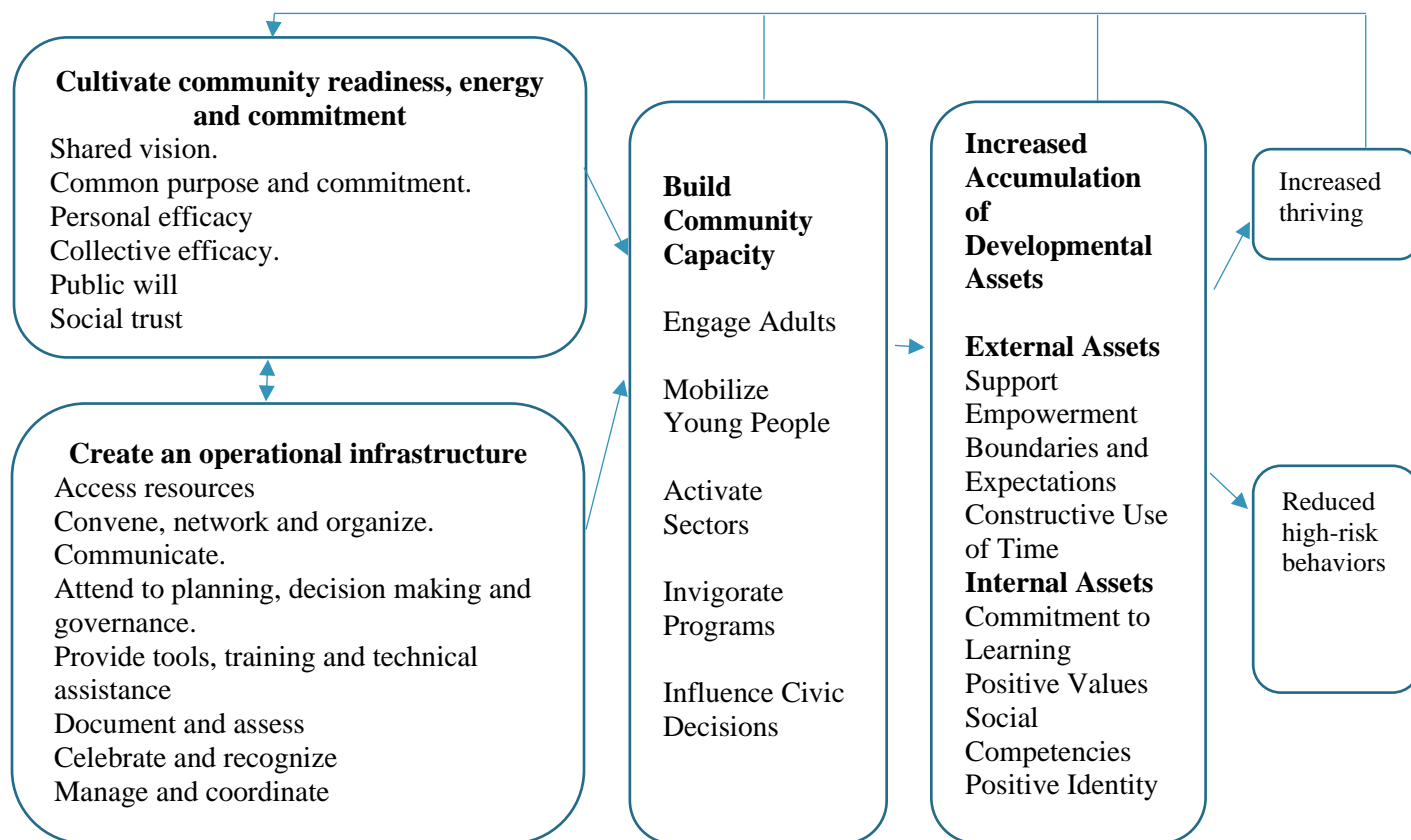 Cultivate community readiness, energy
and commitment
Shared vision.
Common purpose and commitment.
Personal efficacy
Collective efficacy.
Public will
Social trust
Create an operational infrastructure
Access resources
Convene, network and organize.
Communicate.
Attend to planning, decision making and
governance.
Provide tools, training and technical
assistance
Document and assess
Celebrate and recognize
Manage and coordinate
Build
Community
Capacity
Engage Adults
Mobilize
Young People
Activate
Sectors
Invigorate
Programs
Influence Civic
Decisions
Increased
Accumulation
of
Developmental
Assets
External Assets
Support
Empowerment
Boundaries and
Expectations
Constructive Use
of Time
Internal Assets
Commitment to
Learning
Positive Values
Social
Competencies
Positive Identity
Increased
thriving
Reduced
high-risk
behaviors